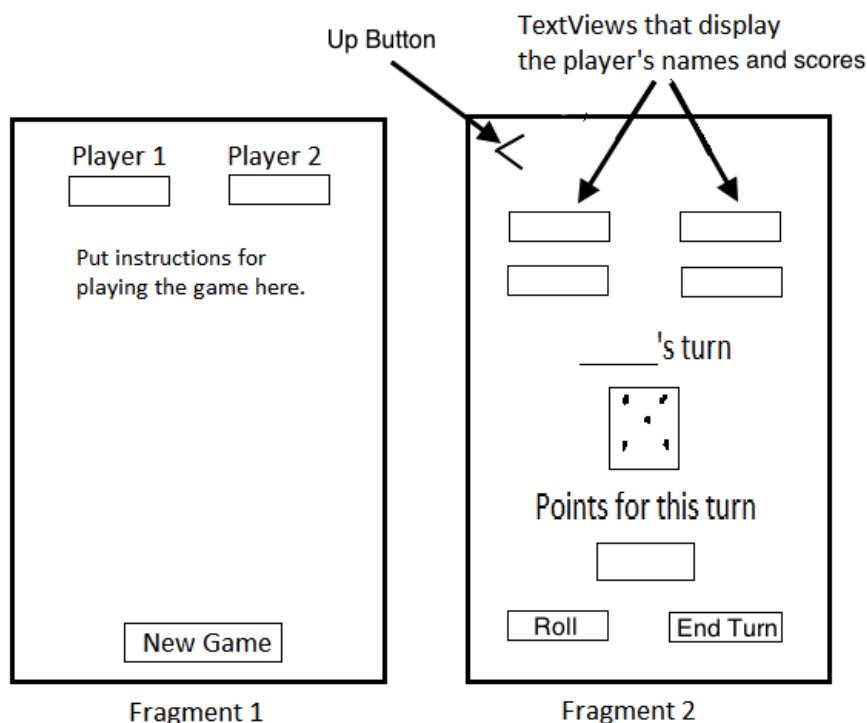 Up Button
TextViews that display
the player's names and scores
Player 1
Player 2
Put instructions for
playing the game here.
New Game
Fragment 1
_____'s turn
Points for this turn
Roll
End Turn
Fragment 2